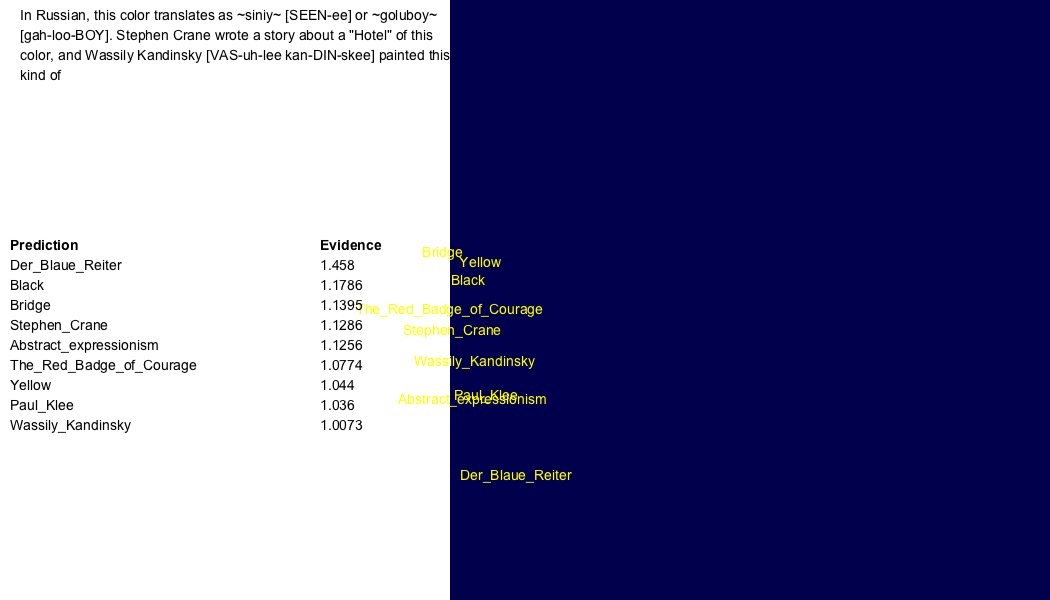 In Russian, this color translates as ~siniy~ [SEEN-ee] or ~goluboy~
[gah-loo-BOY]. Stephen Crane wrote a story about a "Hotel" of this
color, and Wassily Kandinsky [VAS-uh-lee kan-DIN-skee] painted this
kind of
Prediction Evidence
Der_Blaue_Reiter 1.458
Black 1.1786
Bridge 1.1395
Stephen_Crane 1.1286
Abstract_expressionism 1.1256
The_Red_Badge_of_Courage 1.0774
Yellow 1.044
Paul_Klee 1.036
Wassily_Kandinsky 1.0073
Bridge
Yellow
Black
The_Red_Badge_of_Courage
Stephen_Crane
Wassily_Kandinsky
Paul_Klee
Abstract_expressionism
Der_Blaue_Reiter